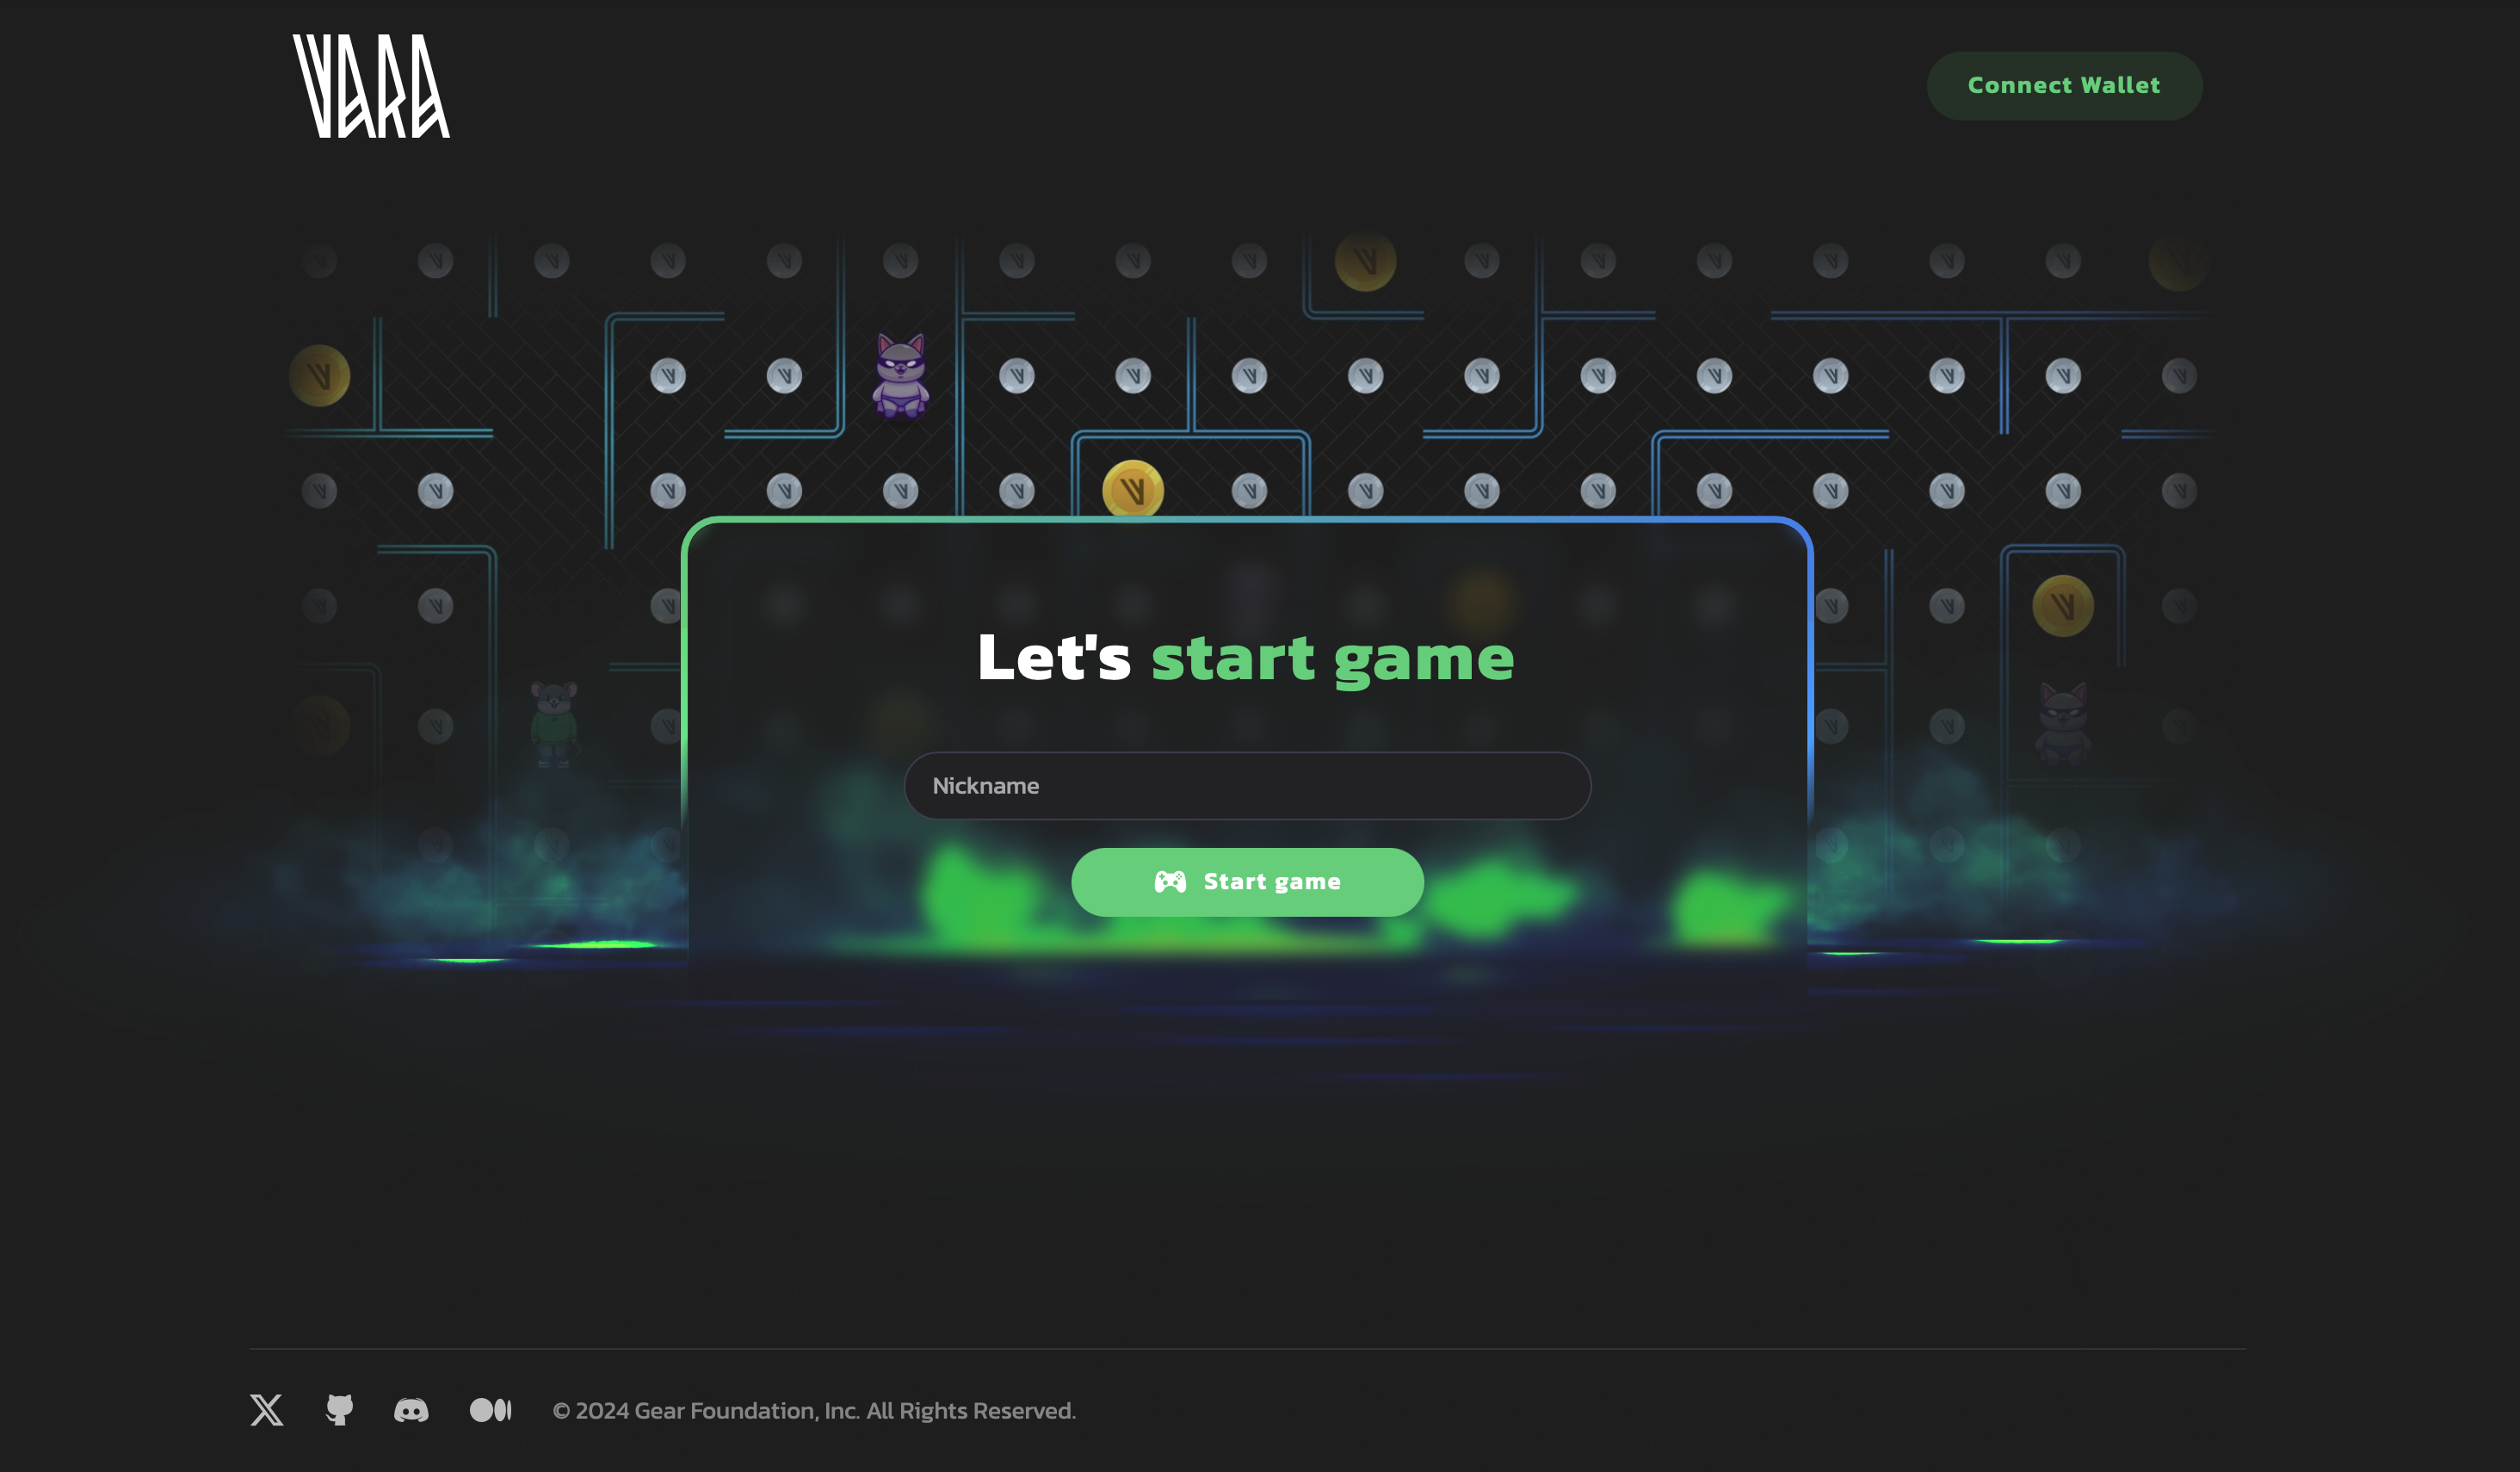 VARA
Connect Wallet
Let's start game
Nickname
Start game
© 2024 Gear Foundation, Inc. All Rights Reserved.